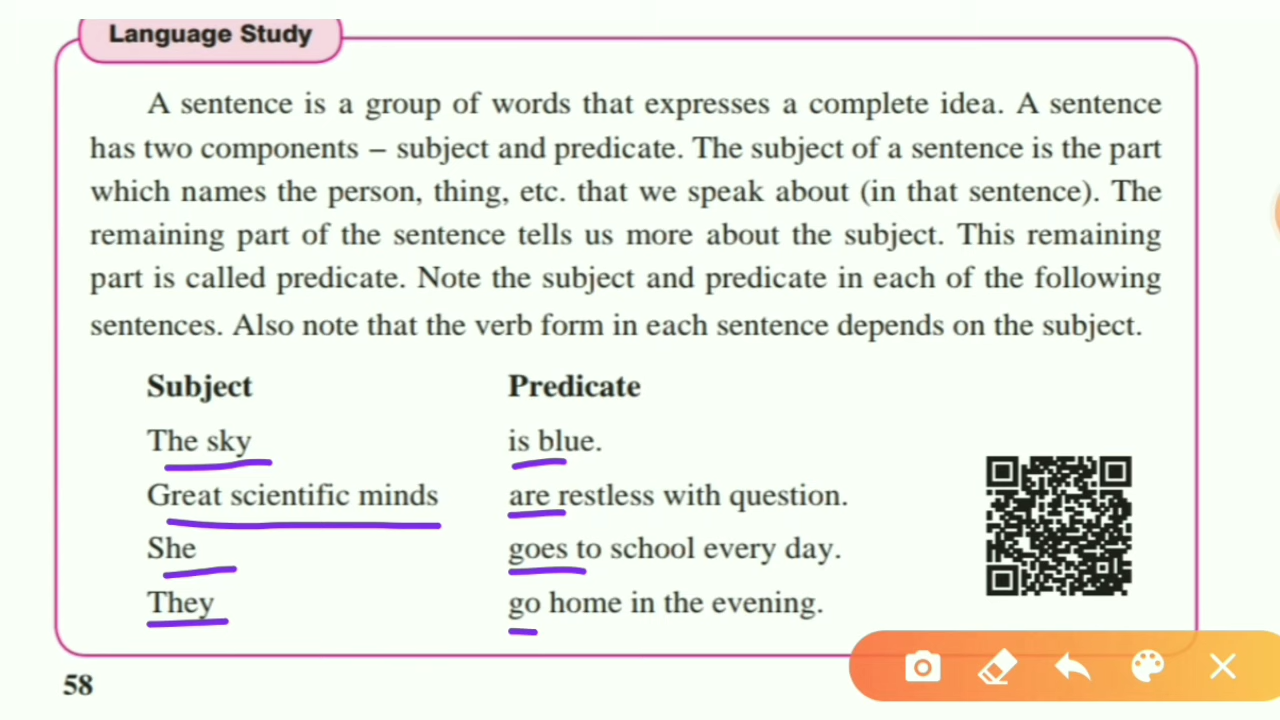 Language Study
A sentence is a group of words that expresses a complete idea. A sentence
has two components – subject and predicate. The subject of a sentence is the part
which names the person, thing, etc. that we speak about (in that sentence). The
remaining part of the sentence tells us more about the subject. This remaining
part is called predicate. Note the subject and predicate in each of the following
sentences. Also note that the verb form in each sentence depends on the subject.
Subject Predicate
The sky is blue.
Great scientific minds are restless with question.
She goes to school every day.
They go home in the evening.
58